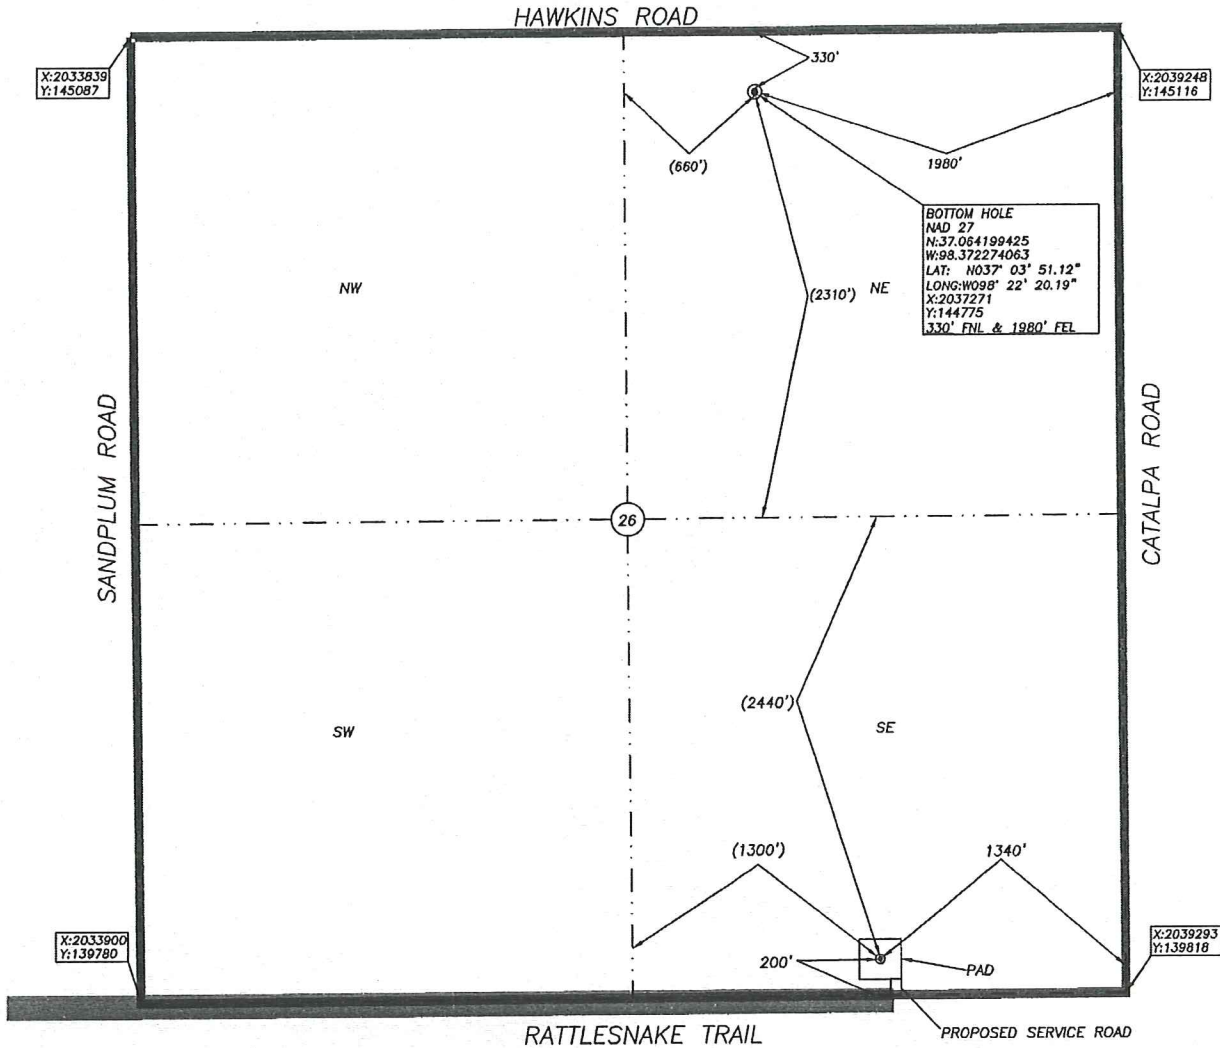 HAWKINS ROAD
X:2033839
Y:145087
330'
X:2039248
Y:145116
(660')
1980'
BOTTOM HOLE
NAD 27
N:37.064199425
W:98.372274063
LAT: N037° 03' 51.12"
LONG:W098° 22' 20.19"
X:2037271
Y:144775
330' FNL & 1980' FEL
NW
(2310')
NE
SANDPLUM ROAD
CATALPA ROAD
26
(2440')
SW
SE
(1300')
1340'
X:2033900
Y:139780
X:2039293
Y:139818
200'
PAD
RATTLESNAKE TRAIL
PROPOSED SERVICE ROAD